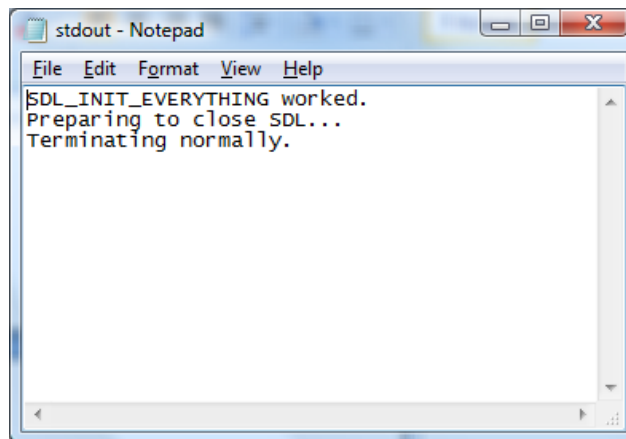 stdout - Notepad
File Edit Format View Help
SDL_INIT_EVERYTHING worked.
Preparing to close SDL...
Terminating normally.